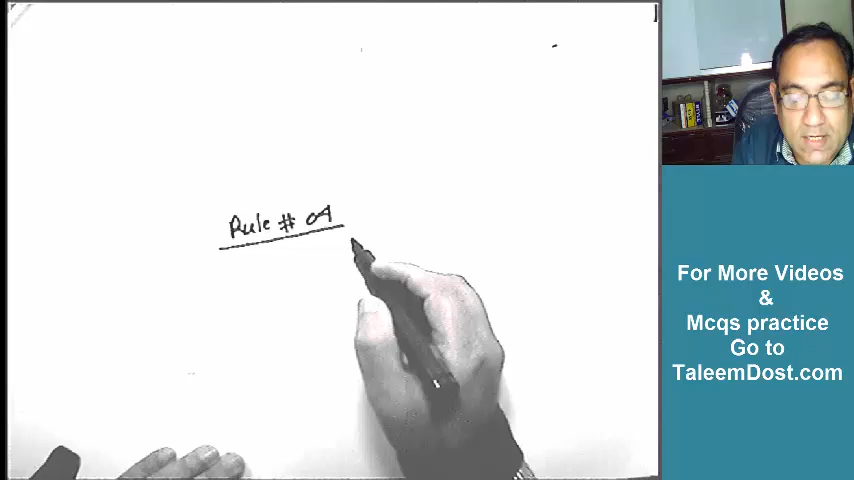 Rule # 04
For More Videos
&
Mcqs practice
Go to
TaleemDost.com